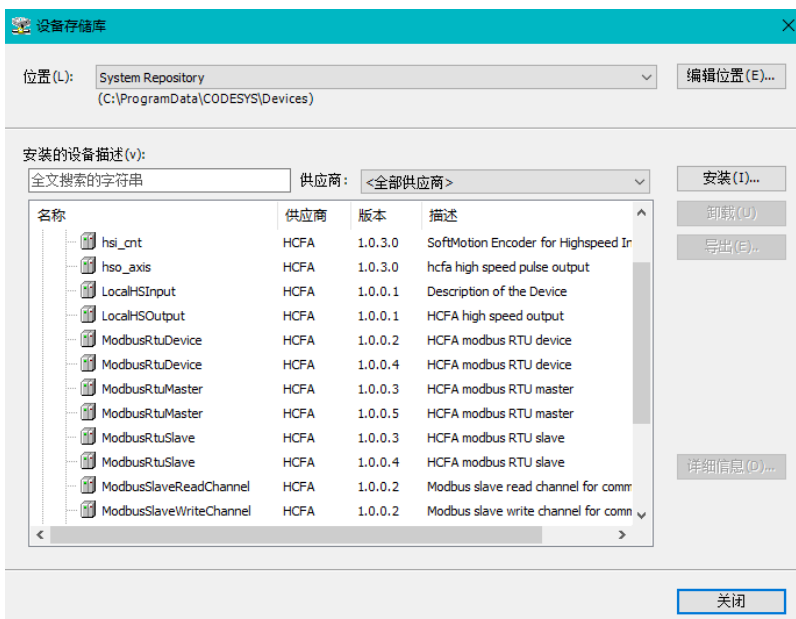 设备存储库
位置(L): System Repository 编辑位置(E)...
(C:\ProgramData\CODESYS\Devices)
安装的设备描述(v):
全文搜索的字符串 供应商: <全部供应商> 安装(I)...
名称 供应商 版本 描述 卸载(U)
hsi_cnt HCFA 1.0.3.0 SoftMotion Encoder for Highspeed In
导出(E)..
hso_axis HCFA 1.0.3.0 hcfa high speed pulse output
LocalHSInput HCFA 1.0.0.1 Description of the Device
LocalHSOutput HCFA 1.0.0.1 HCFA high speed output
ModbusRtuDevice HCFA 1.0.0.2 HCFA modbus RTU device
ModbusRtuDevice HCFA 1.0.0.4 HCFA modbus RTU device
ModbusRtuMaster HCFA 1.0.0.3 HCFA modbus RTU master
ModbusRtuMaster HCFA 1.0.0.5 HCFA modbus RTU master
ModbusRtuSlave HCFA 1.0.0.3 HCFA modbus RTU slave
ModbusRtuSlave HCFA 1.0.0.4 HCFA modbus RTU slave 详细信息(D)...
ModbusSlaveReadChannel HCFA 1.0.0.2 Modbus slave read channel for comm
ModbusSlaveWriteChannel HCFA 1.0.0.2 Modbus slave write channel for comn
关闭